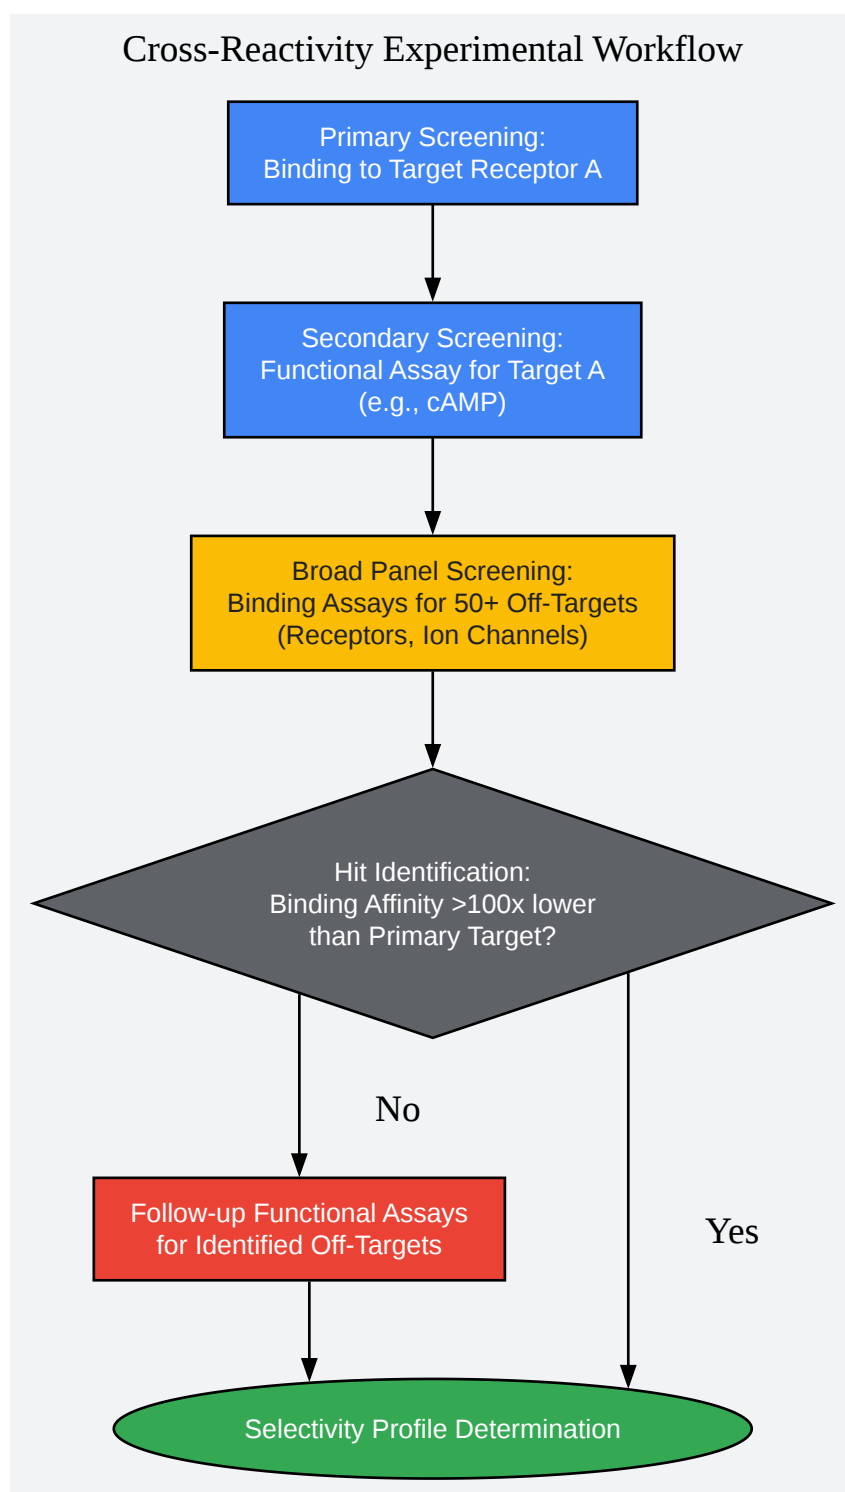 Cross-Reactivity Experimental Workflow
Primary Screening:
Binding to Target Receptor A
Secondary Screening:
Functional Assay for Target A
(e.g., cAMP)
Broad Panel Screening:
Binding Assays for 50+ Off-Targets
(Receptors, Ion Channels)
Hit Identification:
Binding Affinity >100x lower
than Primary Target?
No
Follow-up Functional Assays
for Identified Off-Targets
Yes
Selectivity Profile Determination